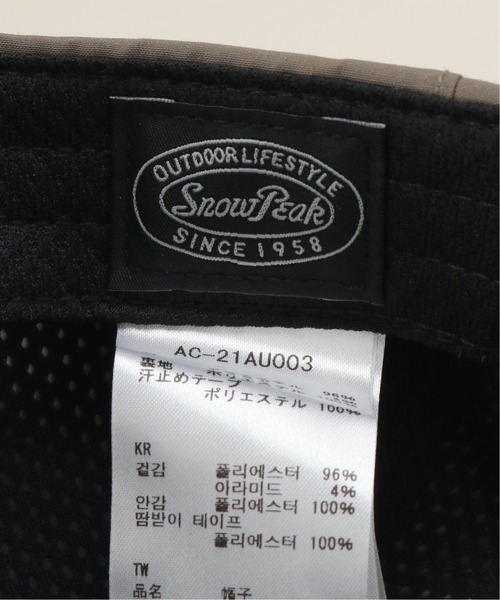 OUTDOOR LIFESTYLE
Snow Peak
SINCE 1958
AC-21AU003
裏地
汗止めテープ
ポリエステル 100%
KR
겉감 폴리에스터 96%
아라미드 4%
안감 폴리에스터 100%
땀받이 테이프
폴리에스터 100%
TW
品名 帽子